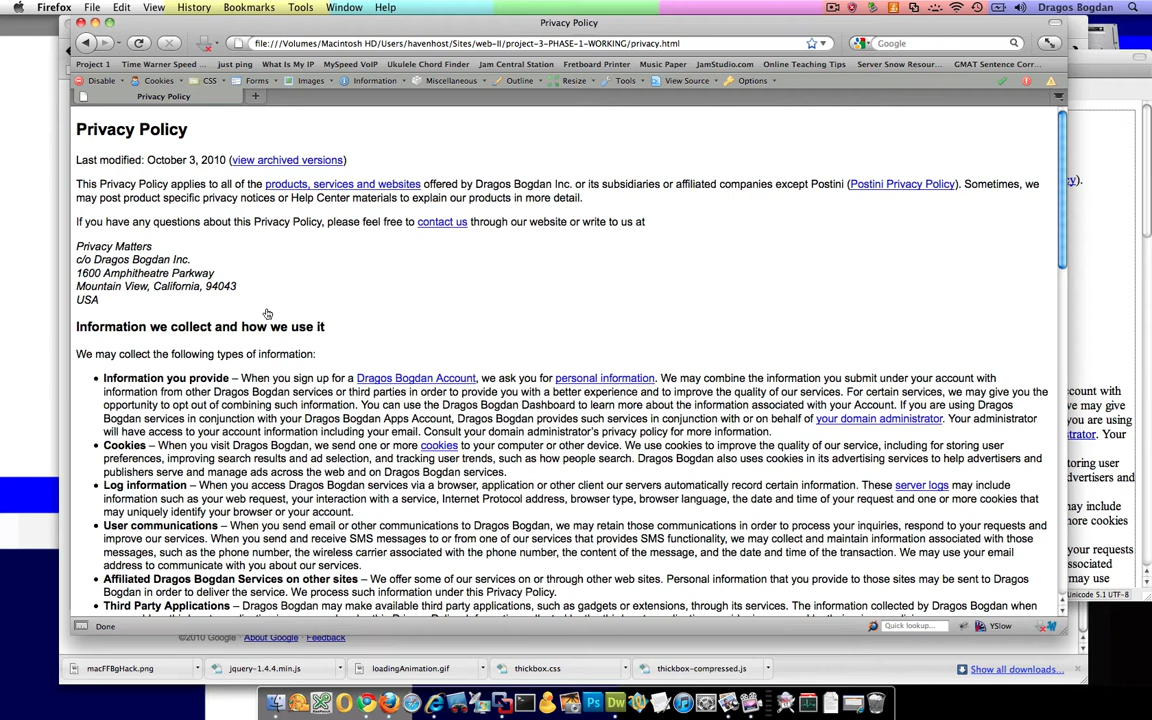 Firefox File Edit View History Bookmarks Tools Window Help Dragos Bogdan
Privacy Policy
file:///Volumes/Macintosh HD/Users/havenhost/Sites/web-II/project-3-PHASE-1-WORKING/privacy.html Google
Project 1 Time Warner Speed ... just ping What Is My IP MySpeed VoIP Ukulele Chord Finder Jam Central Station Fretboard Printer Music Paper JamStudio.com Online Teaching Tips Server Snow Resour... GMAT Sentence Corr...
Disable Cookies CSS Forms Images Information Miscellaneous Outline Resize Tools View Source Options
Privacy Policy
Privacy Policy
Last modified: October 3, 2010 (view archived versions)
This Privacy Policy applies to all of the products, services and websites offered by Dragos Bogdan Inc. or its subsidiaries or affiliated companies except Postini (Postini Privacy Policy). Sometimes, we
may post product specific privacy notices or Help Center materials to explain our products in more detail.
If you have any questions about this Privacy Policy, please feel free to contact us through our website or write to us at
Privacy Matters
c/o Dragos Bogdan Inc.
1600 Amphitheatre Parkway
Mountain View, California, 94043
USA
Information we collect and how we use it
We may collect the following types of information:
• Information you provide – When you sign up for a Dragos Bogdan Account, we ask you for personal information. We may combine the information you submit under your account with
information from other Dragos Bogdan services or third parties in order to provide you with a better experience and to improve the quality of our services. For certain services, we may give you the
opportunity to opt out of combining such information. You can use the Dragos Bogdan Dashboard to learn more about the information associated with your Account. If you are using Dragos
Bogdan services in conjunction with your Dragos Bogdan Apps Account, Dragos Bogdan provides such services in conjunction with or on behalf of your domain administrator. Your administrator
will have access to your account information including your email. Consult your domain administrator's privacy policy for more information.
• Cookies – When you visit Dragos Bogdan, we send one or more cookies to your computer or other device. We use cookies to improve the quality of our service, including for storing user
preferences, improving search results and ad selection, and tracking user trends, such as how people search. Dragos Bogdan also uses cookies in its advertising services to help advertisers and
publishers serve and manage ads across the web and on Dragos Bogdan services.
• Log information – When you access Dragos Bogdan services via a browser, application or other client our servers automatically record certain information. These server logs may include
information such as your web request, your interaction with a service, Internet Protocol address, browser type, browser language, the date and time of your request and one or more cookies that
may uniquely identify your browser or your account.
• User communications – When you send email or other communications to Dragos Bogdan, we may retain those communications in order to process your inquiries, respond to your requests and
improve our services. When you send and receive SMS messages to or from one of our services that provides SMS functionality, we may collect and maintain information associated with those
messages, such as the phone number, the wireless carrier associated with the phone number, the content of the message, and the date and time of the transaction. We may use your email
address to communicate with you about our services.
• Affiliated Dragos Bogdan Services on other sites – We offer some of our services on or through other web sites. Personal information that you provide to those sites may be sent to Dragos
Bogdan in order to deliver the service. We process such information under this Privacy Policy.
• Third Party Applications – Dragos Bogdan may make available third party applications, such as gadgets or extensions, through its services. The information collected by Dragos Bogdan when
cy).
count with
we may give
ou are using
trator. Your
toring user
vertisers and
ay include
ore cookies
your requests
associated
may use
Unicode 5.1 UTF-8
Done Quick lookup... YSlow
©2010 Google About Google Feedback
macFFBgHack.png jquery-1.4.4.min.js loadingAnimation.gif thickbox.css thickbox-compressed.js Show all downloads...
Ps Dw